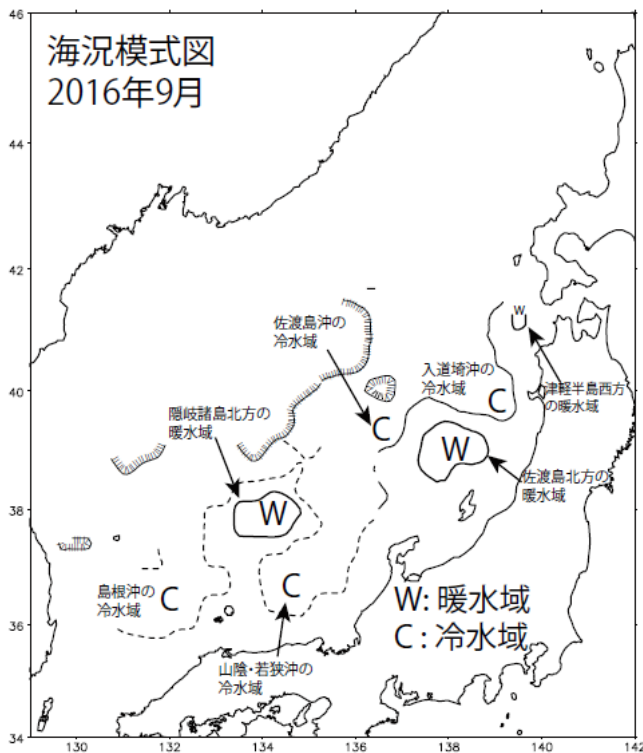 海況模式図
2016年9月
46
44
42
40
38
36
34
佐渡島沖の
冷水域
W
入道埼沖の
冷水域
津軽半島西方
の暖水域
隠岐諸島北方の
暖水域
C
C
W
佐渡島北方の
暖水域
W
島根沖の
冷水域
C
C
W: 暖水域
C : 冷水域
山陰・若狭沖の
冷水域
130
132
134
136
138
140